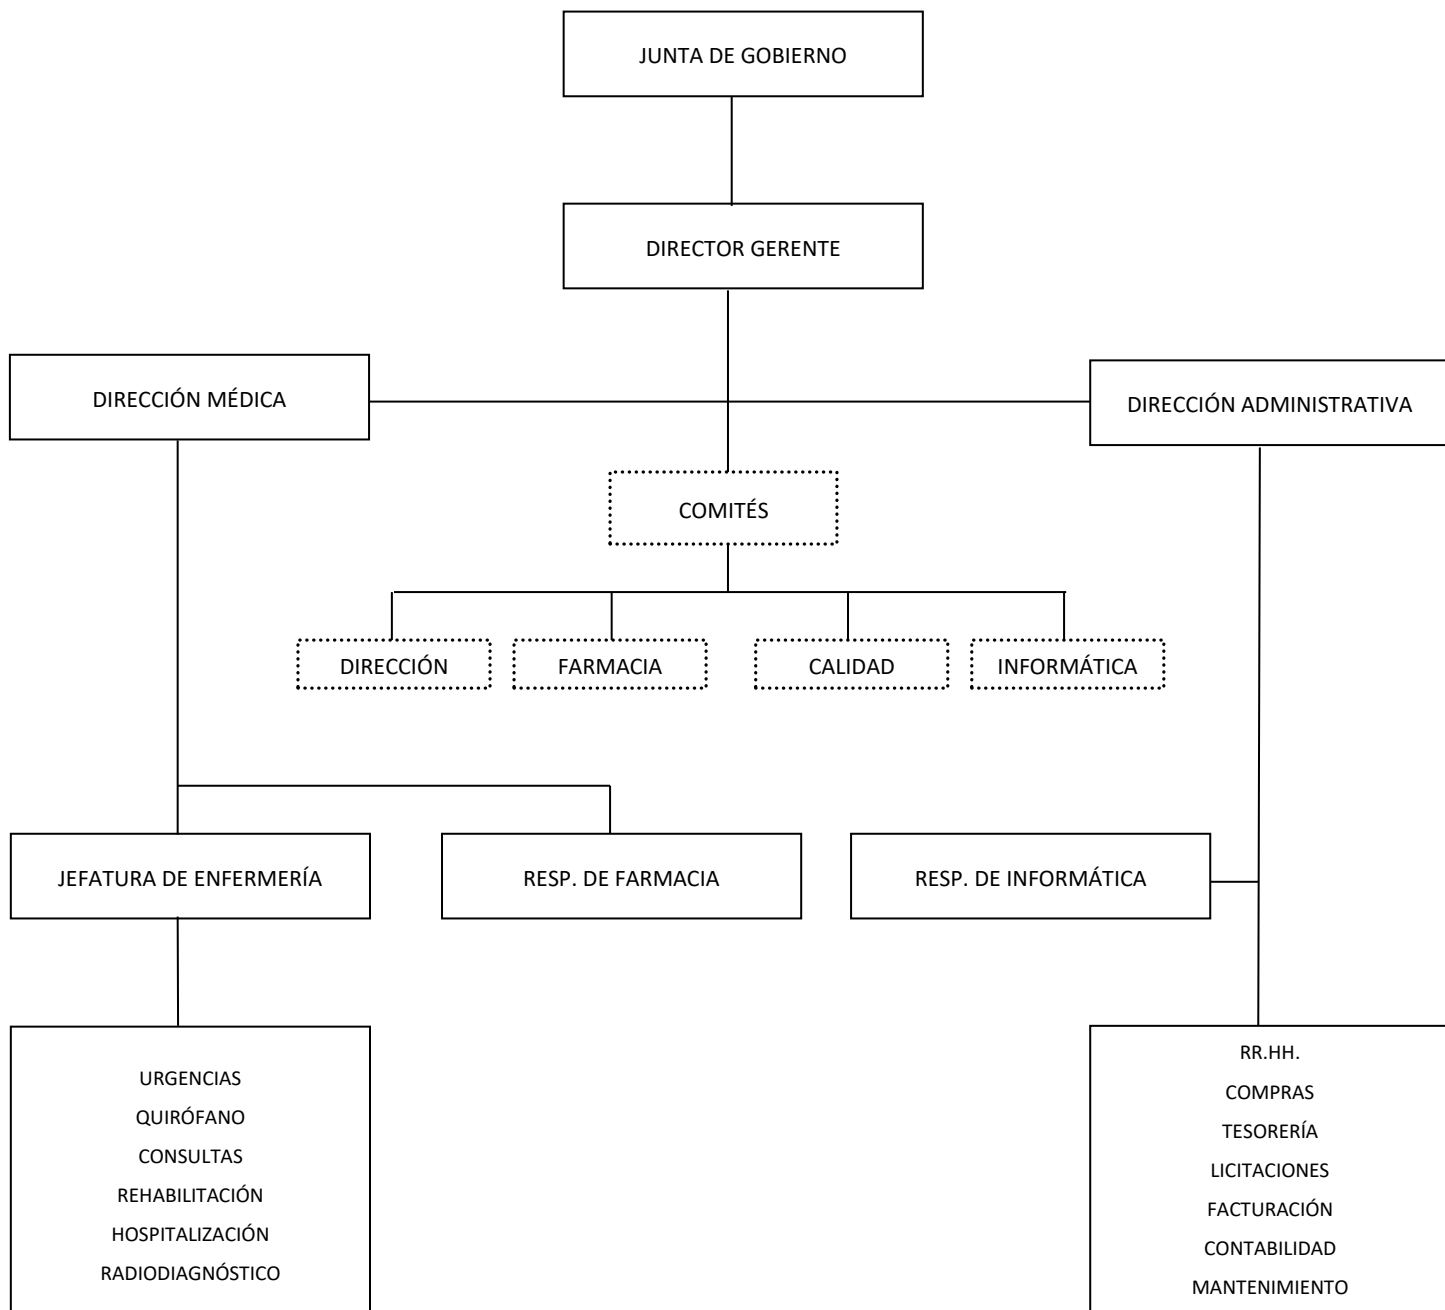 JUNTA DE GOBIERNO
DIRECTOR GERENTE
DIRECCIÓN MÉDICA
DIRECCIÓN ADMINISTRATIVA
COMITÉS
DIRECCIÓN
FARMACIA
CALIDAD
INFORMÁTICA
JEFATURA DE ENFERMERÍA
RESP. DE FARMACIA
RESP. DE INFORMÁTICA
URGENCIAS
QUIRÓFANO
CONSULTAS
REHABILITACIÓN
HOSPITALIZACIÓN
RADIODIAGNÓSTICO
RR.HH.
COMPRAS
TESORERÍA
LICITACIONES
FACTURACIÓN
CONTABILIDAD
MANTENIMIENTO